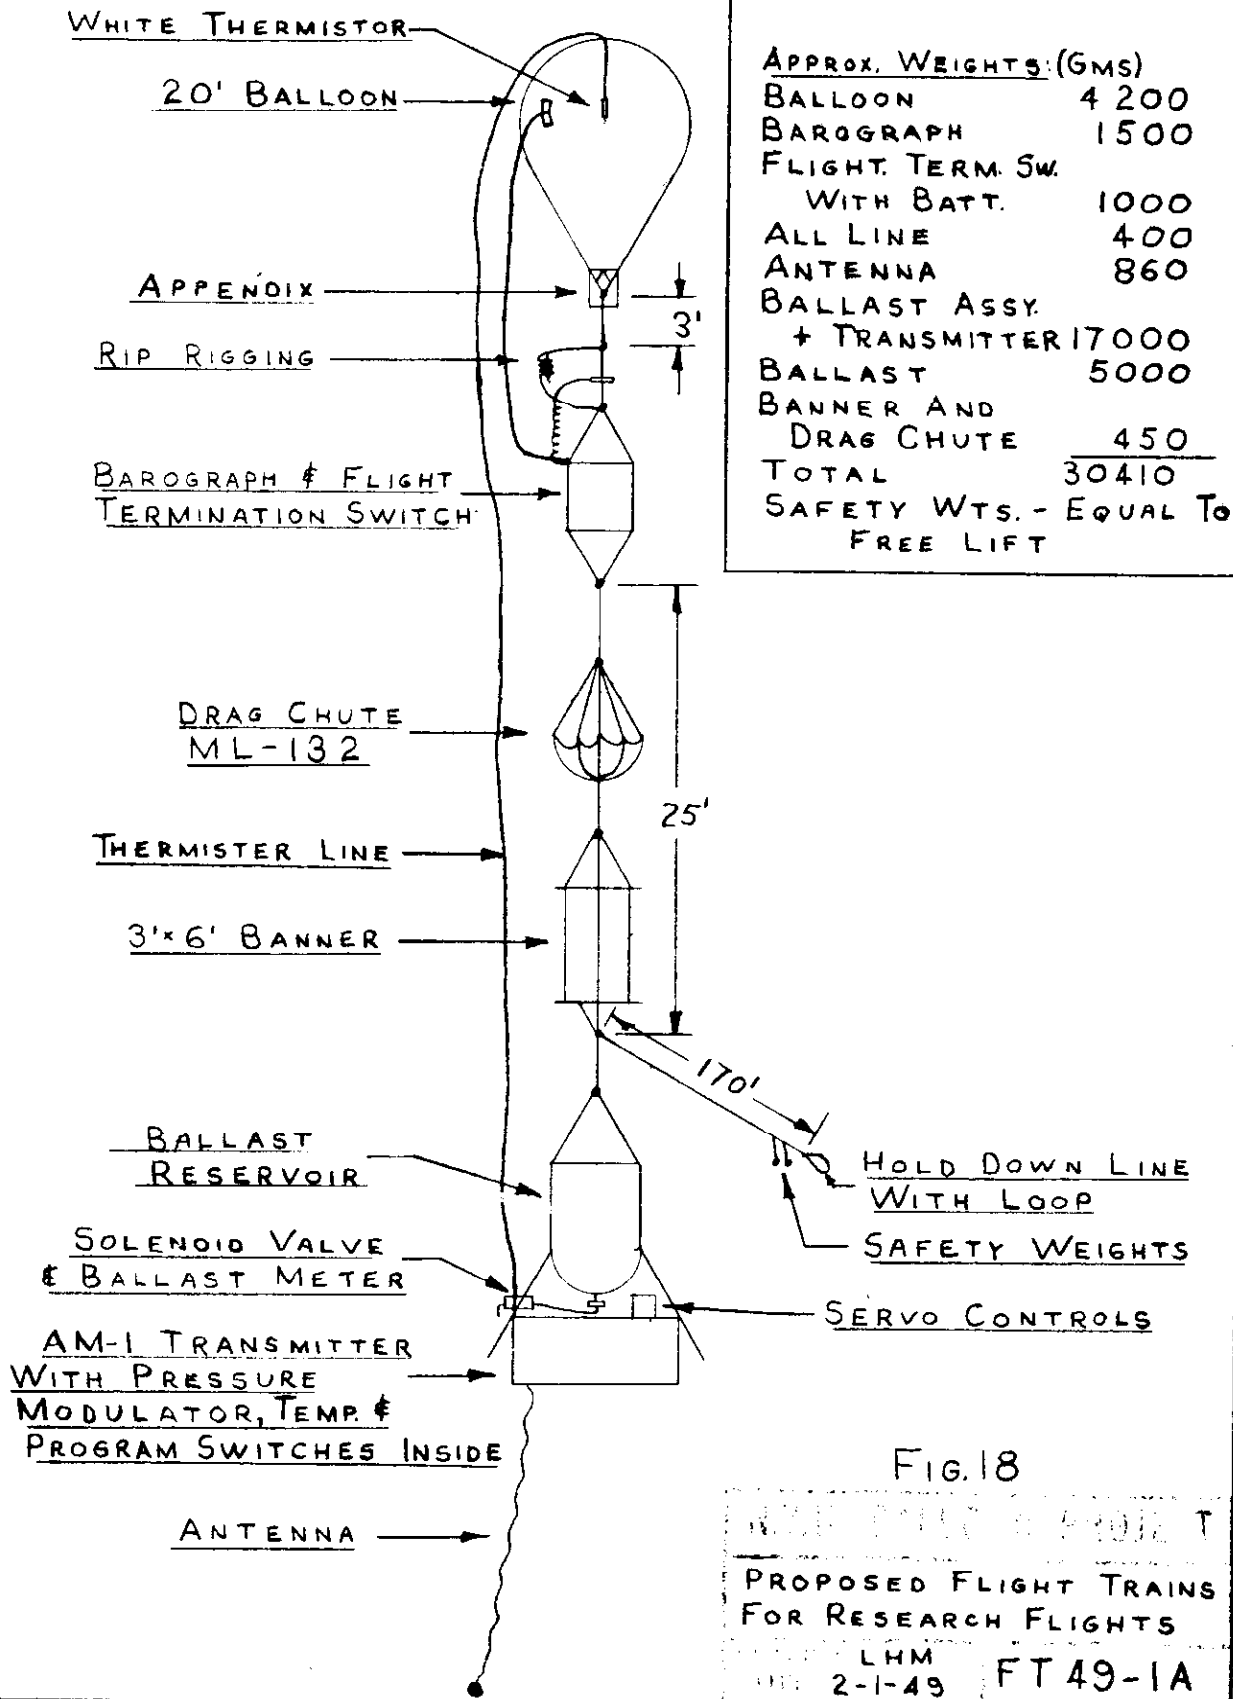 WHITE THERMISTOR
20' BALLOON
APPENDIX
3'
RIP RIGGING
BAROGRAPH & FLIGHT
TERMINATION SWITCH
DRAG CHUTE
ML-132
25'
THERMISTER LINE
3'×6' BANNER
170'
BALLAST
RESERVOIR
HOLD DOWN LINE
WITH LOOP
SAFETY WEIGHTS
SOLENOID VALVE
& BALLAST METER
SERVO CONTROLS
AM-1 TRANSMITTER
WITH PRESSURE
MODULATOR, TEMP. &
PROGRAM SWITCHES INSIDE
ANTENNA
APPROX. WEIGHTS: (GMS)
BALLOON 4 200
BAROGRAPH 1500
FLIGHT. TERM. SW.
WITH BATT. 1000
ALL LINE 400
ANTENNA 860
BALLAST ASSY.
+ TRANSMITTER 17000
BALLAST 5000
BANNER AND
DRAG CHUTE 450
TOTAL 30410
SAFETY WTS. - EQUAL TO
FREE LIFT
FIG. 18
PROPOSED FLIGHT TRAINS
FOR RESEARCH FLIGHTS
LHM
2-1-49 FT 49-1A